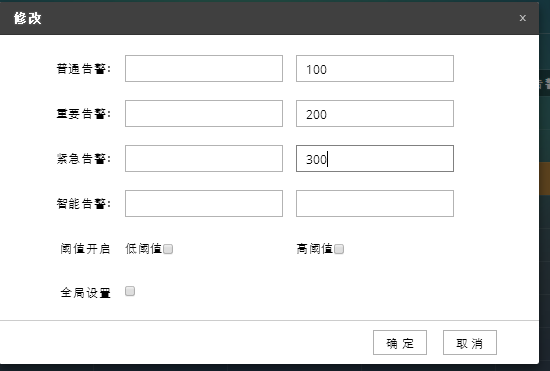 修改 x
普通告警: 100
重要告警: 200
紧急告警: 300
智能告警:
阈值开启 低阈值 高阈值
全局设置
确定 取消